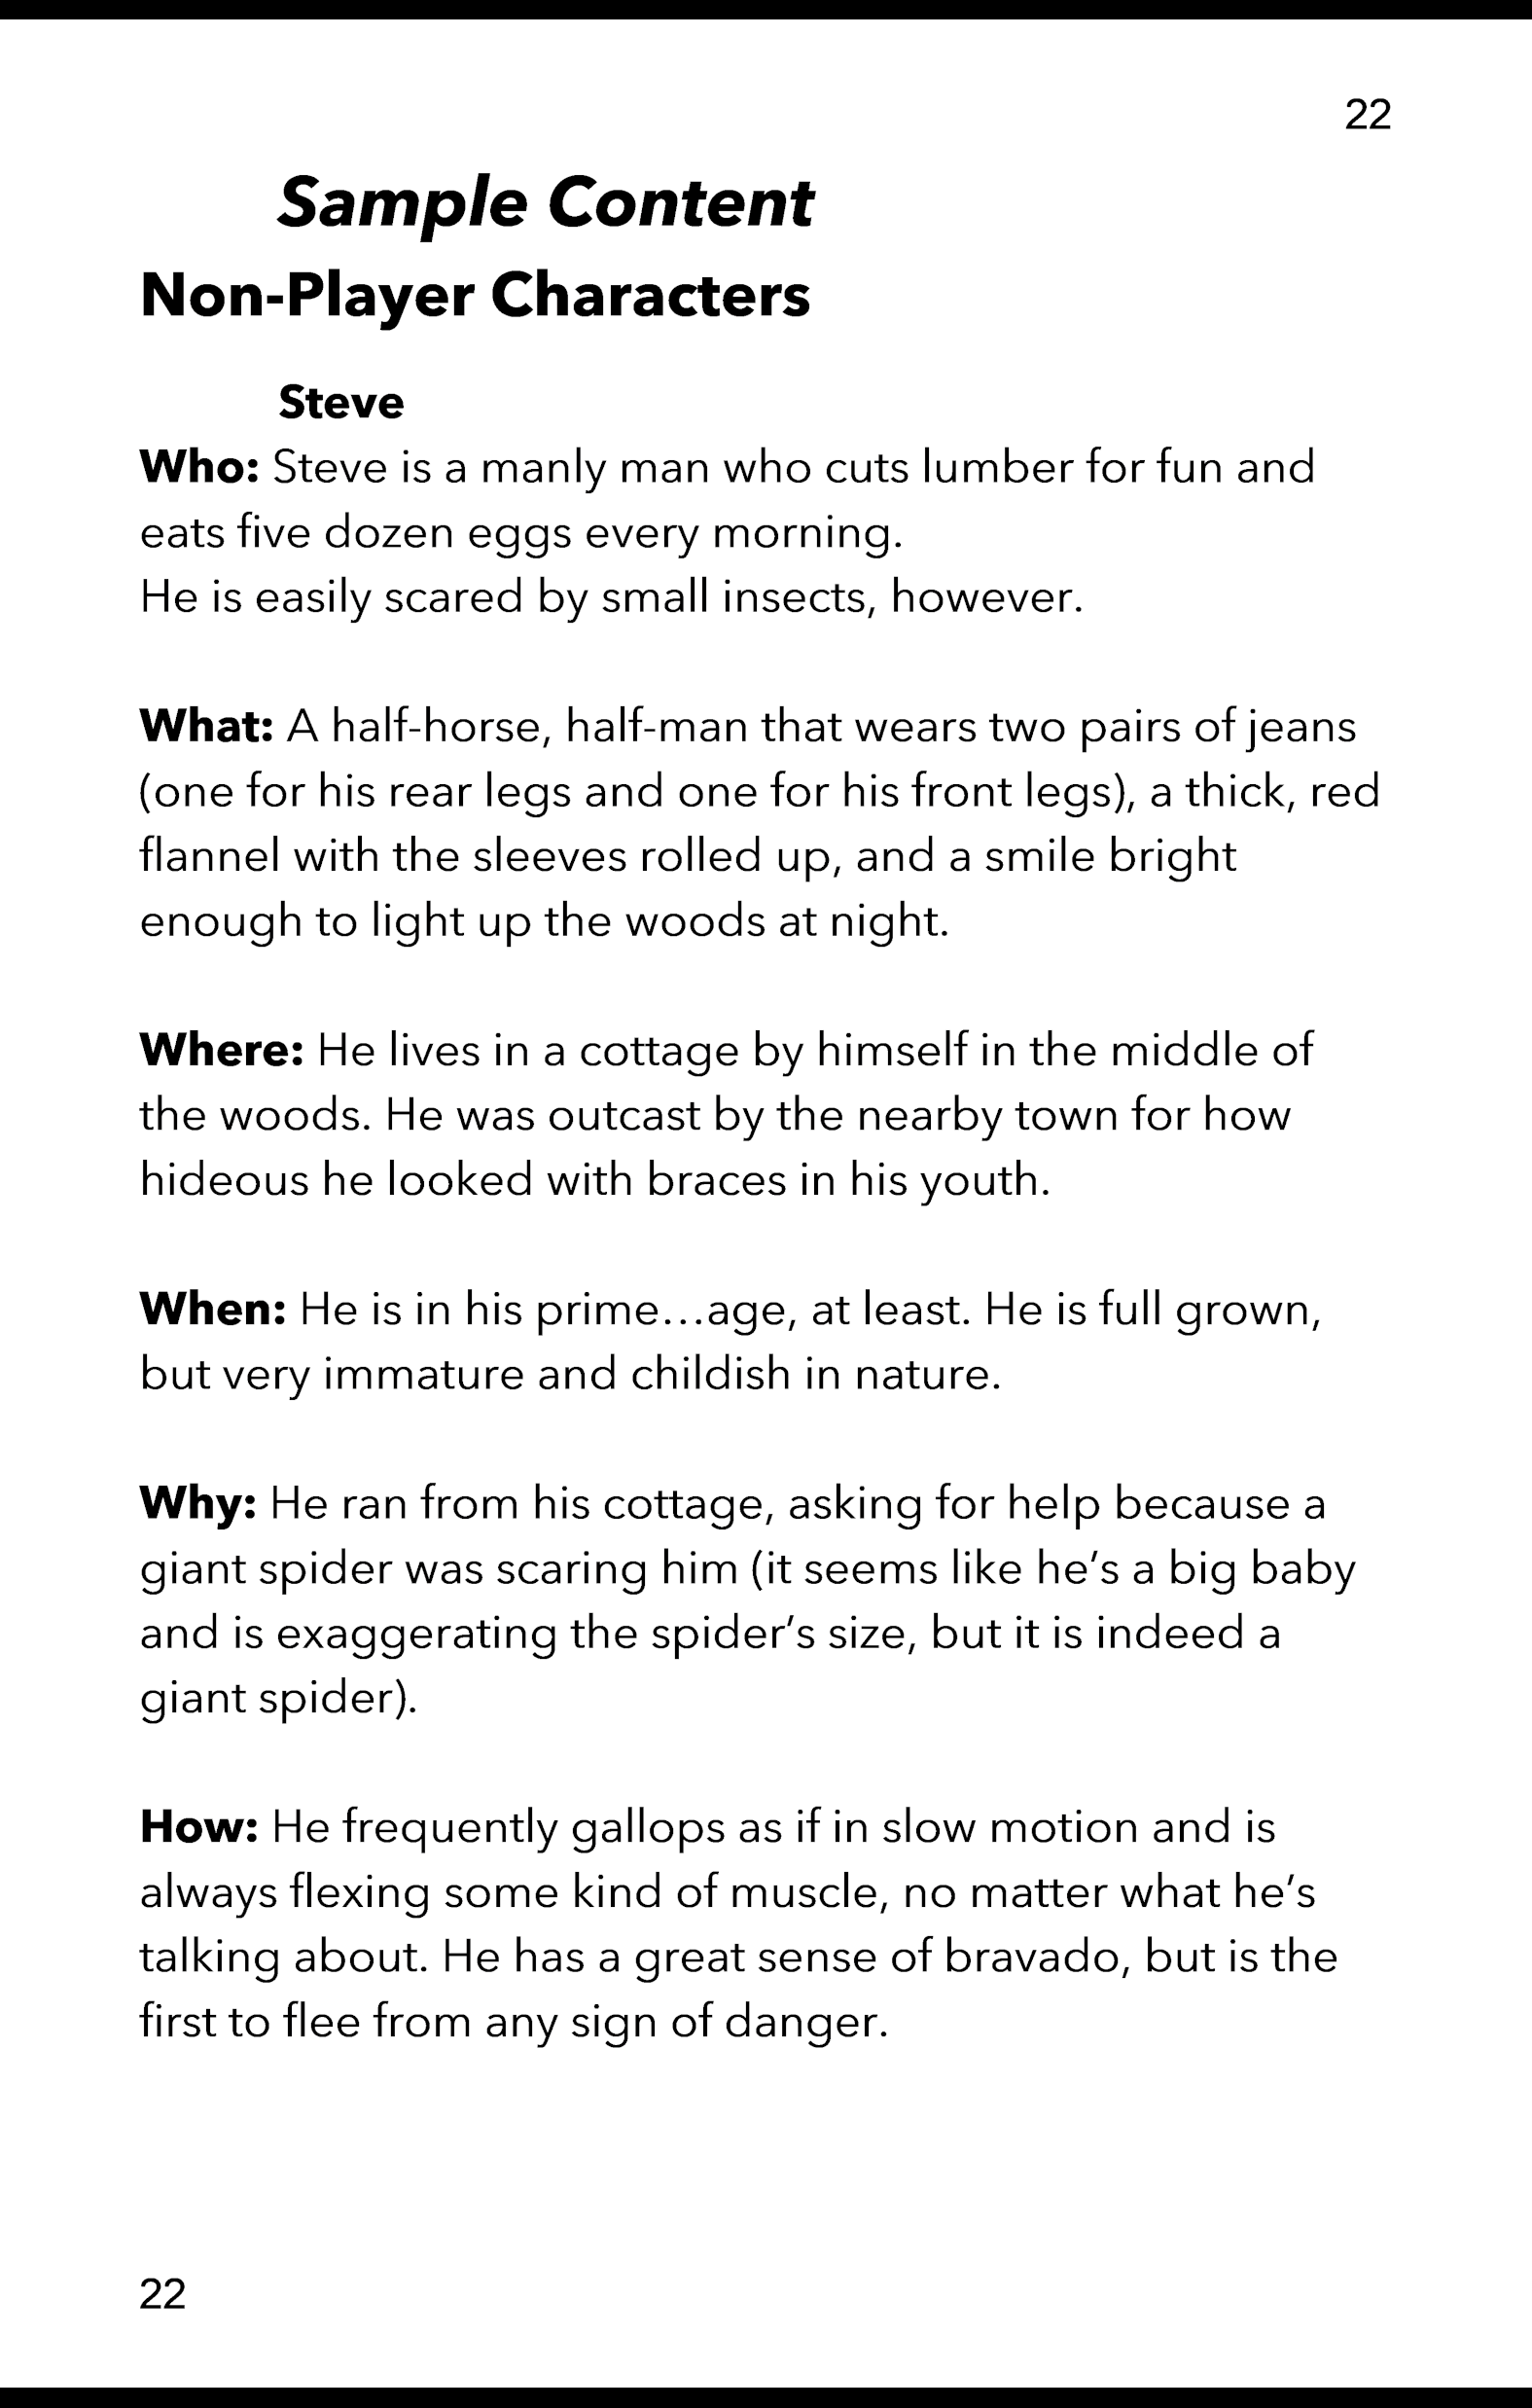 22
Sample Content
Non-Player Characters
Steve
Who: Steve is a manly man who cuts lumber for fun and
eats five dozen eggs every morning.
He is easily scared by small insects, however.
What: A half-horse, half-man that wears two pairs of jeans
(one for his rear legs and one for his front legs), a thick, red
flannel with the sleeves rolled up, and a smile bright
enough to light up the woods at night.
Where: He lives in a cottage by himself in the middle of
the woods. He was outcast by the nearby town for how
hideous he looked with braces in his youth.
When: He is in his prime…age, at least. He is full grown,
but very immature and childish in nature.
Why: He ran from his cottage, asking for help because a
giant spider was scaring him (it seems like he’s a big baby
and is exaggerating the spider’s size, but it is indeed a
giant spider).
How: He frequently gallops as if in slow motion and is
always flexing some kind of muscle, no matter what he’s
talking about. He has a great sense of bravado, but is the
first to flee from any sign of danger.
22